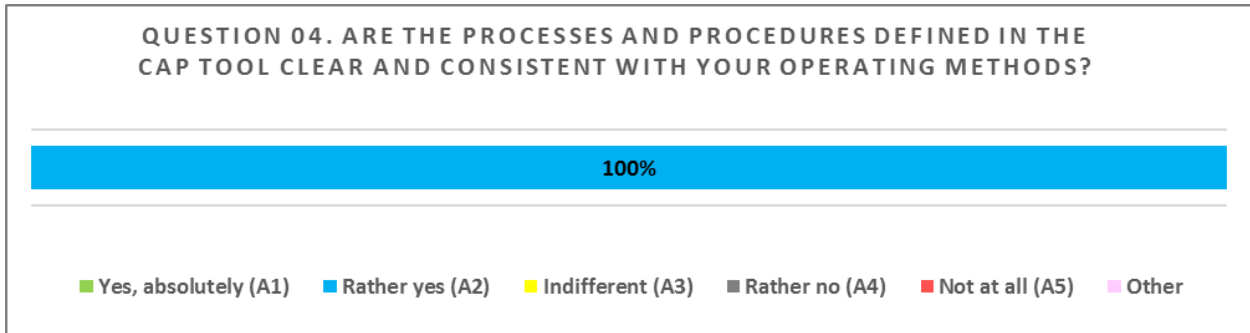 QUESTION 04. ARE THE PROCESSES AND PROCEDURES DEFINED IN THE
CAP TOOL CLEAR AND CONSISTENT WITH YOUR OPERATING METHODS?
100%
Yes, absolutely (A1) Rather yes (A2) Indifferent (A3) Rather no (A4) Not at all (A5) Other